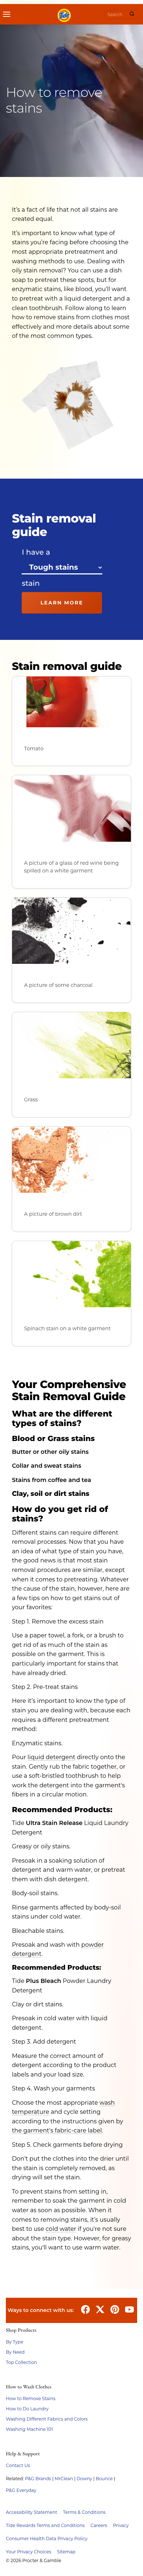 Tide
Search
How to remove
stains
It's a fact of life that not all stains are
created equal.
It's important to know what type of
stains you're facing before choosing the
most appropriate pretreatment and
washing methods to use. Dealing with
oily stain removal? You can use a dish
soap to pretreat these spots, but for
enzymatic stains, like blood, you'll want
to pretreat with a liquid detergent and a
clean toothbrush. Follow along to learn
how to remove stains from clothes most
effectively and more details about some
of the most common types.
Stain removal
guide
I have a
Tough stains
stain
LEARN MORE
Stain removal guide
Tomato
A picture of a glass of red wine being
spilled on a white garment
A picture of some charcoal
Grass
A picture of brown dirt
Spinach stain on a white garment
Your Comprehensive
Stain Removal Guide
What are the different
types of stains?
Blood or Grass stains
Butter or other oily stains
Collar and sweat stains
Stains from coffee and tea
Clay, soil or dirt stains
How do you get rid of
stains?
Different stains can require different
removal processes. Now that you have
an idea of what type of stain you have,
the good news is that most stain
removal procedures are similar, except
when it comes to pretreating. Whatever
the cause of the stain, however, here are
a few tips on how to get stains out of
your favorites:
Step 1. Remove the excess stain
Use a paper towel, a fork, or a brush to
get rid of as much of the stain as
possible on the garment. This is
particularly important for stains that
have already dried.
Step 2. Pre-treat stains
Here it's important to know the type of
stain you are dealing with, because each
requires a different pretreatment
method:
Enzymatic stains.
Pour liquid detergent directly onto the
stain. Gently rub the fabric together, or
use a soft-bristled toothbrush to help
work the detergent into the garment's
fibers in a circular motion.
Recommended Products:
Tide Ultra Stain Release Liquid Laundry
Detergent
Greasy or oily stains.
Presoak in a soaking solution of
detergent and warm water, or pretreat
them with dish detergent.
Body-soil stains.
Rinse garments affected by body-soil
stains under cold water.
Bleachable stains.
Presoak and wash with powder
detergent.
Recommended Products:
Tide Plus Bleach Powder Laundry
Detergent
Clay or dirt stains.
Presoak in cold water with liquid
detergent.
Step 3. Add detergent
Measure the correct amount of
detergent according to the product
labels and your load size.
Step 4. Wash your garments
Choose the most appropriate wash
temperature and cycle setting
according to the instructions given by
the garment's fabric-care label.
Step 5. Check garments before drying
Don't put the clothes into the drier until
the stain is completely removed, as
drying will set the stain.
To prevent stains from setting in,
remember to soak the garment in cold
water as soon as possible. When it
comes to removing stains, it's usually
best to use cold water if you're not sure
about the stain type. However, for greasy
stains, you'll want to use warm water.
Ways to connect with us:
Shop Products
By Type
By Need
Top Collection
How to Wash Clothes
How to Remove Stains
How to Do Laundry
Washing Different Fabrics and Colors
Washing Machine 101
Help & Support
Contact Us
Related: P&G Brands | MrClean | Downy | Bounce |
P&G Everyday
Accessibility Statement Terms & Conditions
Tide Rewards Terms and Conditions Careers Privacy
Consumer Health Data Privacy Policy
Your Privacy Choices Sitemap
© 2026 Procter & Gamble